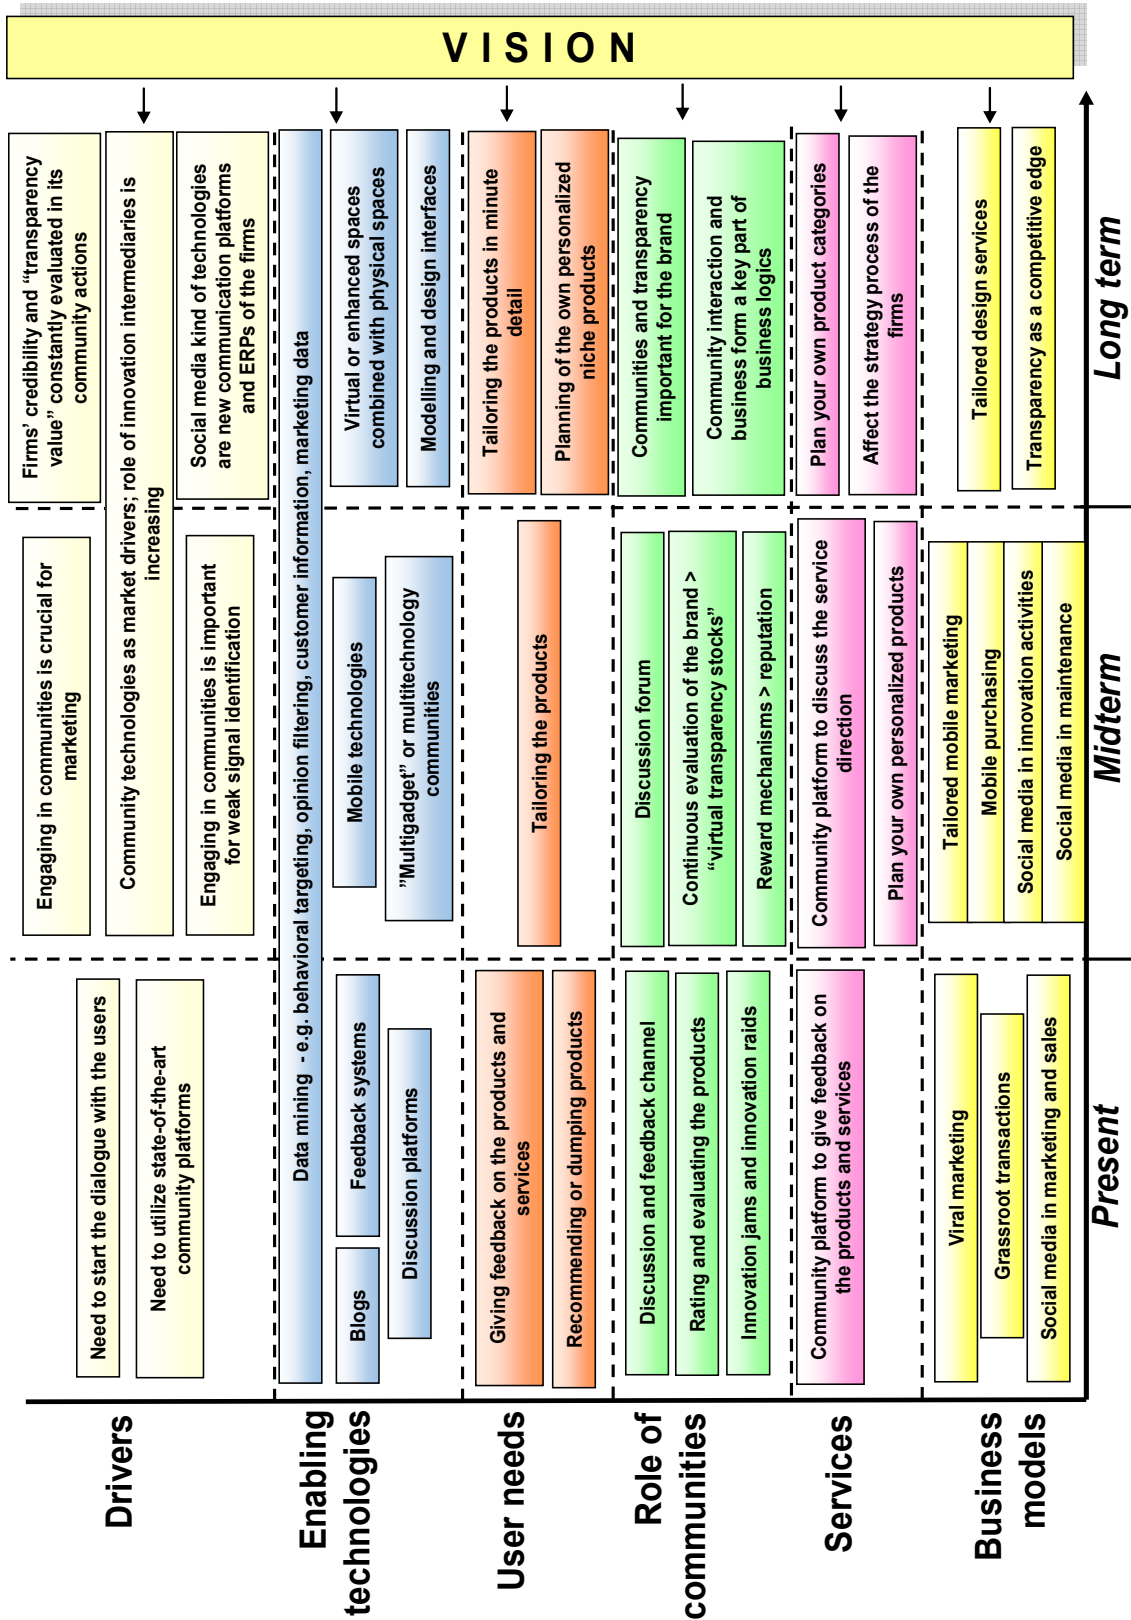 VISION
Drivers
Need to start the dialogue with the users
Need to utilize state-of-the-art
community platforms
Engaging in communities is crucial for
marketing
Community technologies as market drivers; role of innovation intermediaries is
increasing
Engaging in communities is important
for weak signal identification
Firms’ credibility and “transparency
value” constantly evaluated in its
community actions
Social media kind of technologies
are new communication platforms
and ERPs of the firms
Enabling
technologies
Data mining - e.g. behavioral targeting, opinion filtering, customer information, marketing data
Blogs
Feedback systems
Discussion platforms
Mobile technologies
”Multigadget” or multitechnology
communities
Virtual or enhanced spaces
combined with physical spaces
Modelling and design interfaces
User needs
Giving feedback on the products and
services
Recommending or dumping products
Tailoring the products
Tailoring the products in minute
detail
Planning of the own personalized
niche products
Role of
communities
Discussion and feedback channel
Rating and evaluating the products
Innovation jams and innovation raids
Discussion forum
Continuous evaluation of the brand >
“virtual transparency stocks”
Reward mechanisms > reputation
Communities and transparency
important for the brand
Community interaction and
business form a key part of
business logics
Services
Community platform to give feedback on
the products and services
Community platform to discuss the service
direction
Plan your own personalized products
Plan your own product categories
Affect the strategy process of the
firms
Business
models
Viral marketing
Grassroot transactions
Social media in marketing and sales
Tailored mobile marketing
Mobile purchasing
Social media in innovation activities
Social media in maintenance
Tailored design services
Transparency as a competitive edge
Present
Midterm
Long term